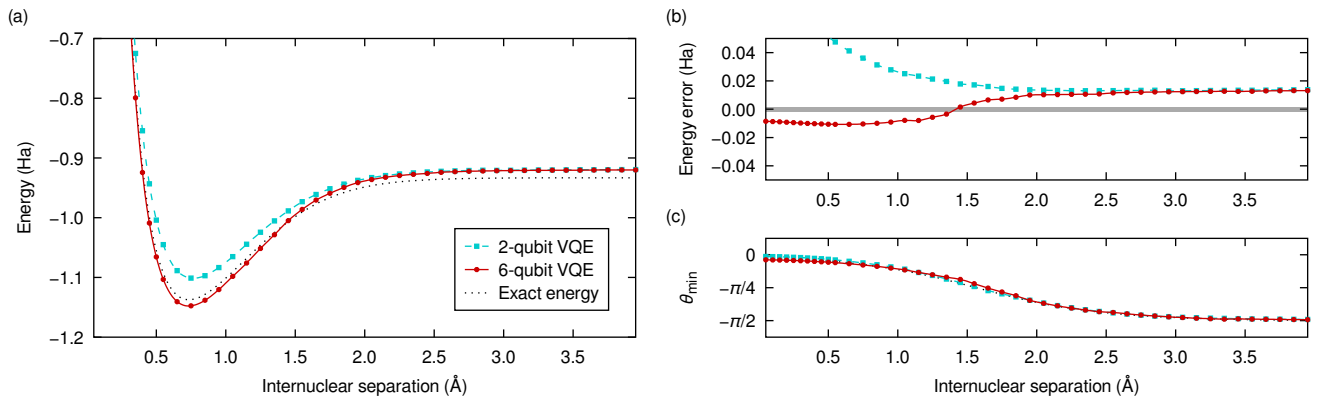 (a)
−0.7
−0.8
−0.9
−1.0
−1.1
−1.2
Energy (Ha)
0.5 1.0 1.5 2.0 2.5 3.0 3.5
Internuclear separation (Å)
2-qubit VQE
6-qubit VQE
Exact energy
(b)
0.04
0.02
0.00
−0.02
−0.04
Energy error (Ha)
0.5 1.0 1.5 2.0 2.5 3.0 3.5
(c)
0
−π/4
−π/2
θmin
0.5 1.0 1.5 2.0 2.5 3.0 3.5
Internuclear separation (Å)